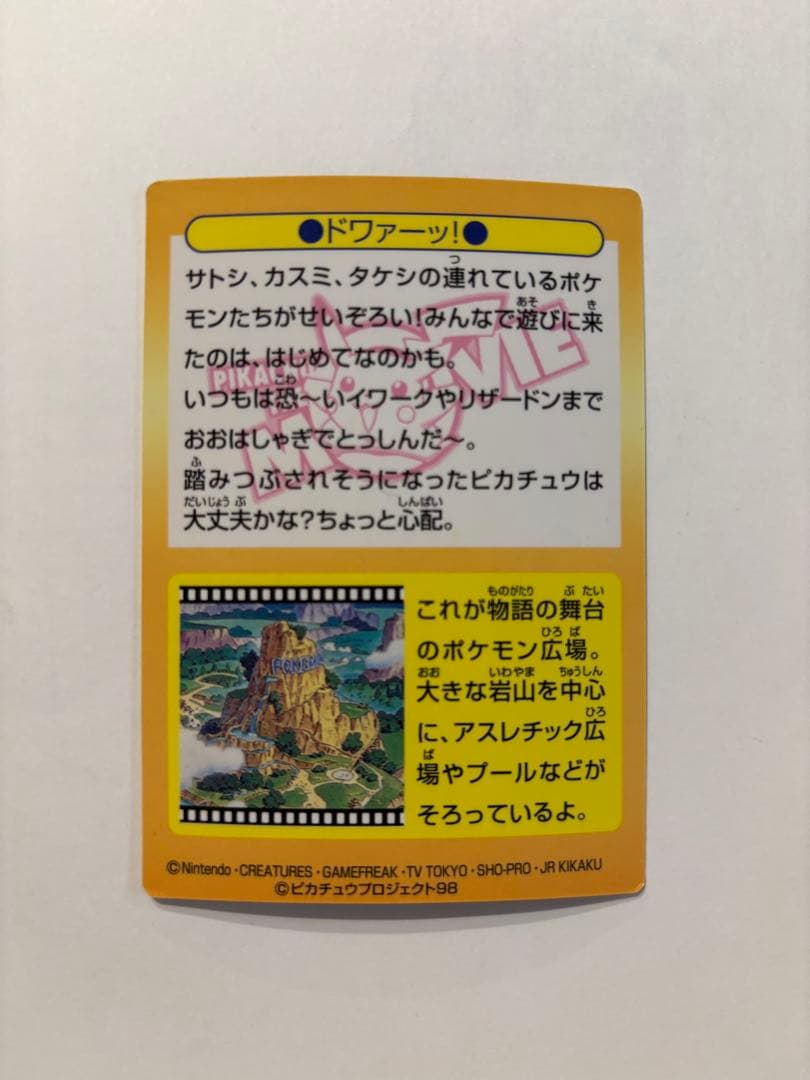 ●ドワァーッ!●
サトシ、カスミ、タケシの連れているポケ
モンたちがせいぞろい!みんなで遊びに来
たのは、はじめてなのかも。
いつもは恐〜いイワークやリザードンまで
おおはしゃぎでとっしんだ〜。
踏みつぶされそうになったピカチュウは
大丈夫かな?ちょっと心配。
これが物語の舞台
のポケモン広場。
大きな岩山を中心
に、アスレチック広
場やプールなどが
そろっているよ。
©Nintendo・CREATURES・GAMEFREAK・TV TOKYO・SHO-PRO・JR KIKAKU
©ピカチュウプロジェクト98